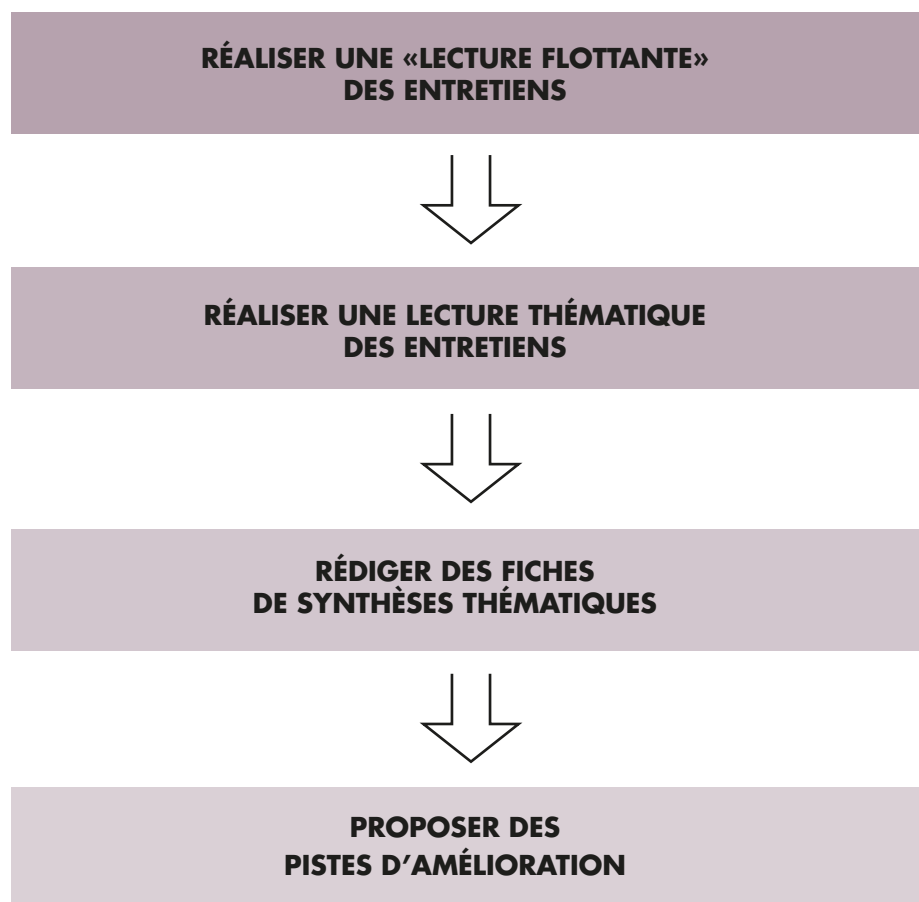 RÉALISER UNE «LECTURE FLOTTANTE»
DES ENTRETIENS
RÉALISER UNE LECTURE THÉMATIQUE
DES ENTRETIENS
RÉDIGER DES FICHES
DE SYNTHÈSES THÉMATIQUES
PROPOSER DES
PISTES D’AMÉLIORATION